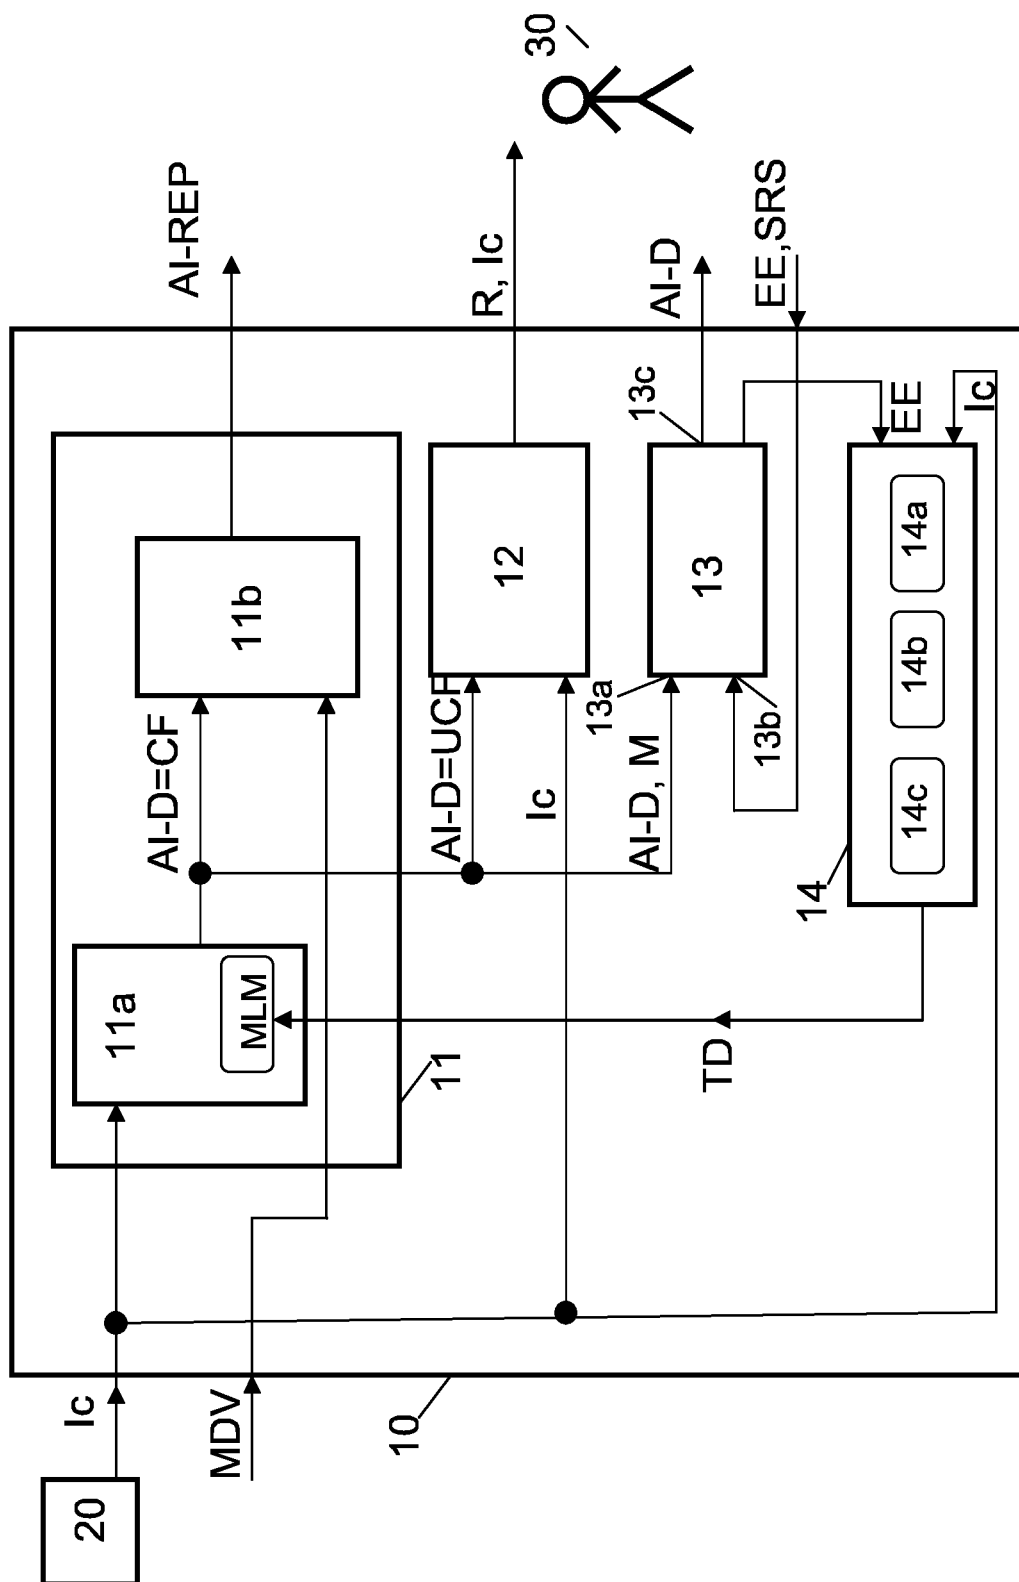 20
Ic
MDV
10
11a
MLM
11
AI-D=CF
11b
AI-REP
AI-D=UCF
Ic
12
R, Ic
30
AI-D, M
13a
13b
13
13c
AI-D
EE,SRS
TD
14
14c
14b
14a
EE
Ic